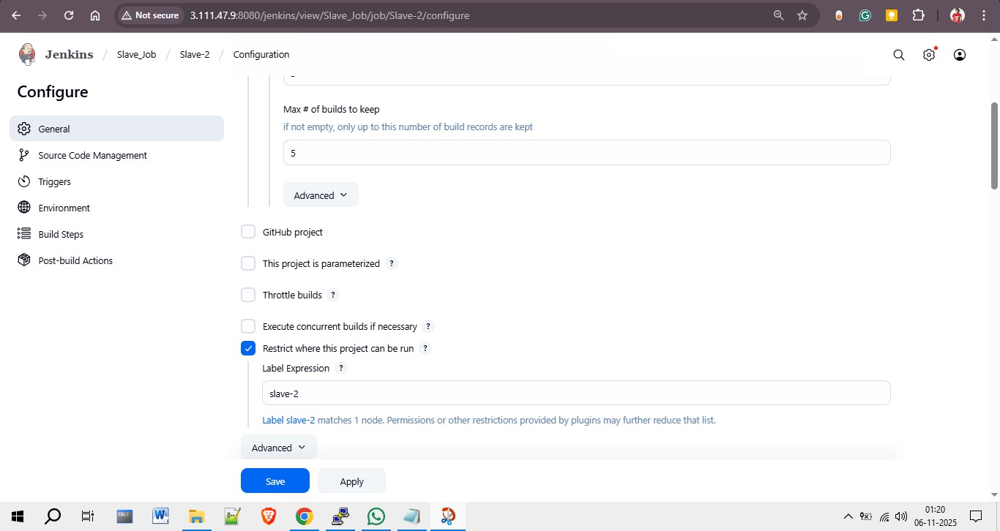 Not secure 3.111.47.9:8080/jenkins/view/Slave_Job/job/Slave-2/configure
Jenkins / Slave_Job / Slave-2 / Configuration
Configure
General
Source Code Management
Triggers
Environment
Build Steps
Post-build Actions
Max # of builds to keep
if not empty, only up to this number of build records are kept
5
Advanced
GitHub project
This project is parameterized ?
Throttle builds ?
Execute concurrent builds if necessary ?
Restrict where this project can be run ?
Label Expression ?
slave-2
Label slave-2 matches 1 node. Permissions or other restrictions provided by plugins may further reduce that list.
Advanced
Save Apply
01:20
06-11-2025